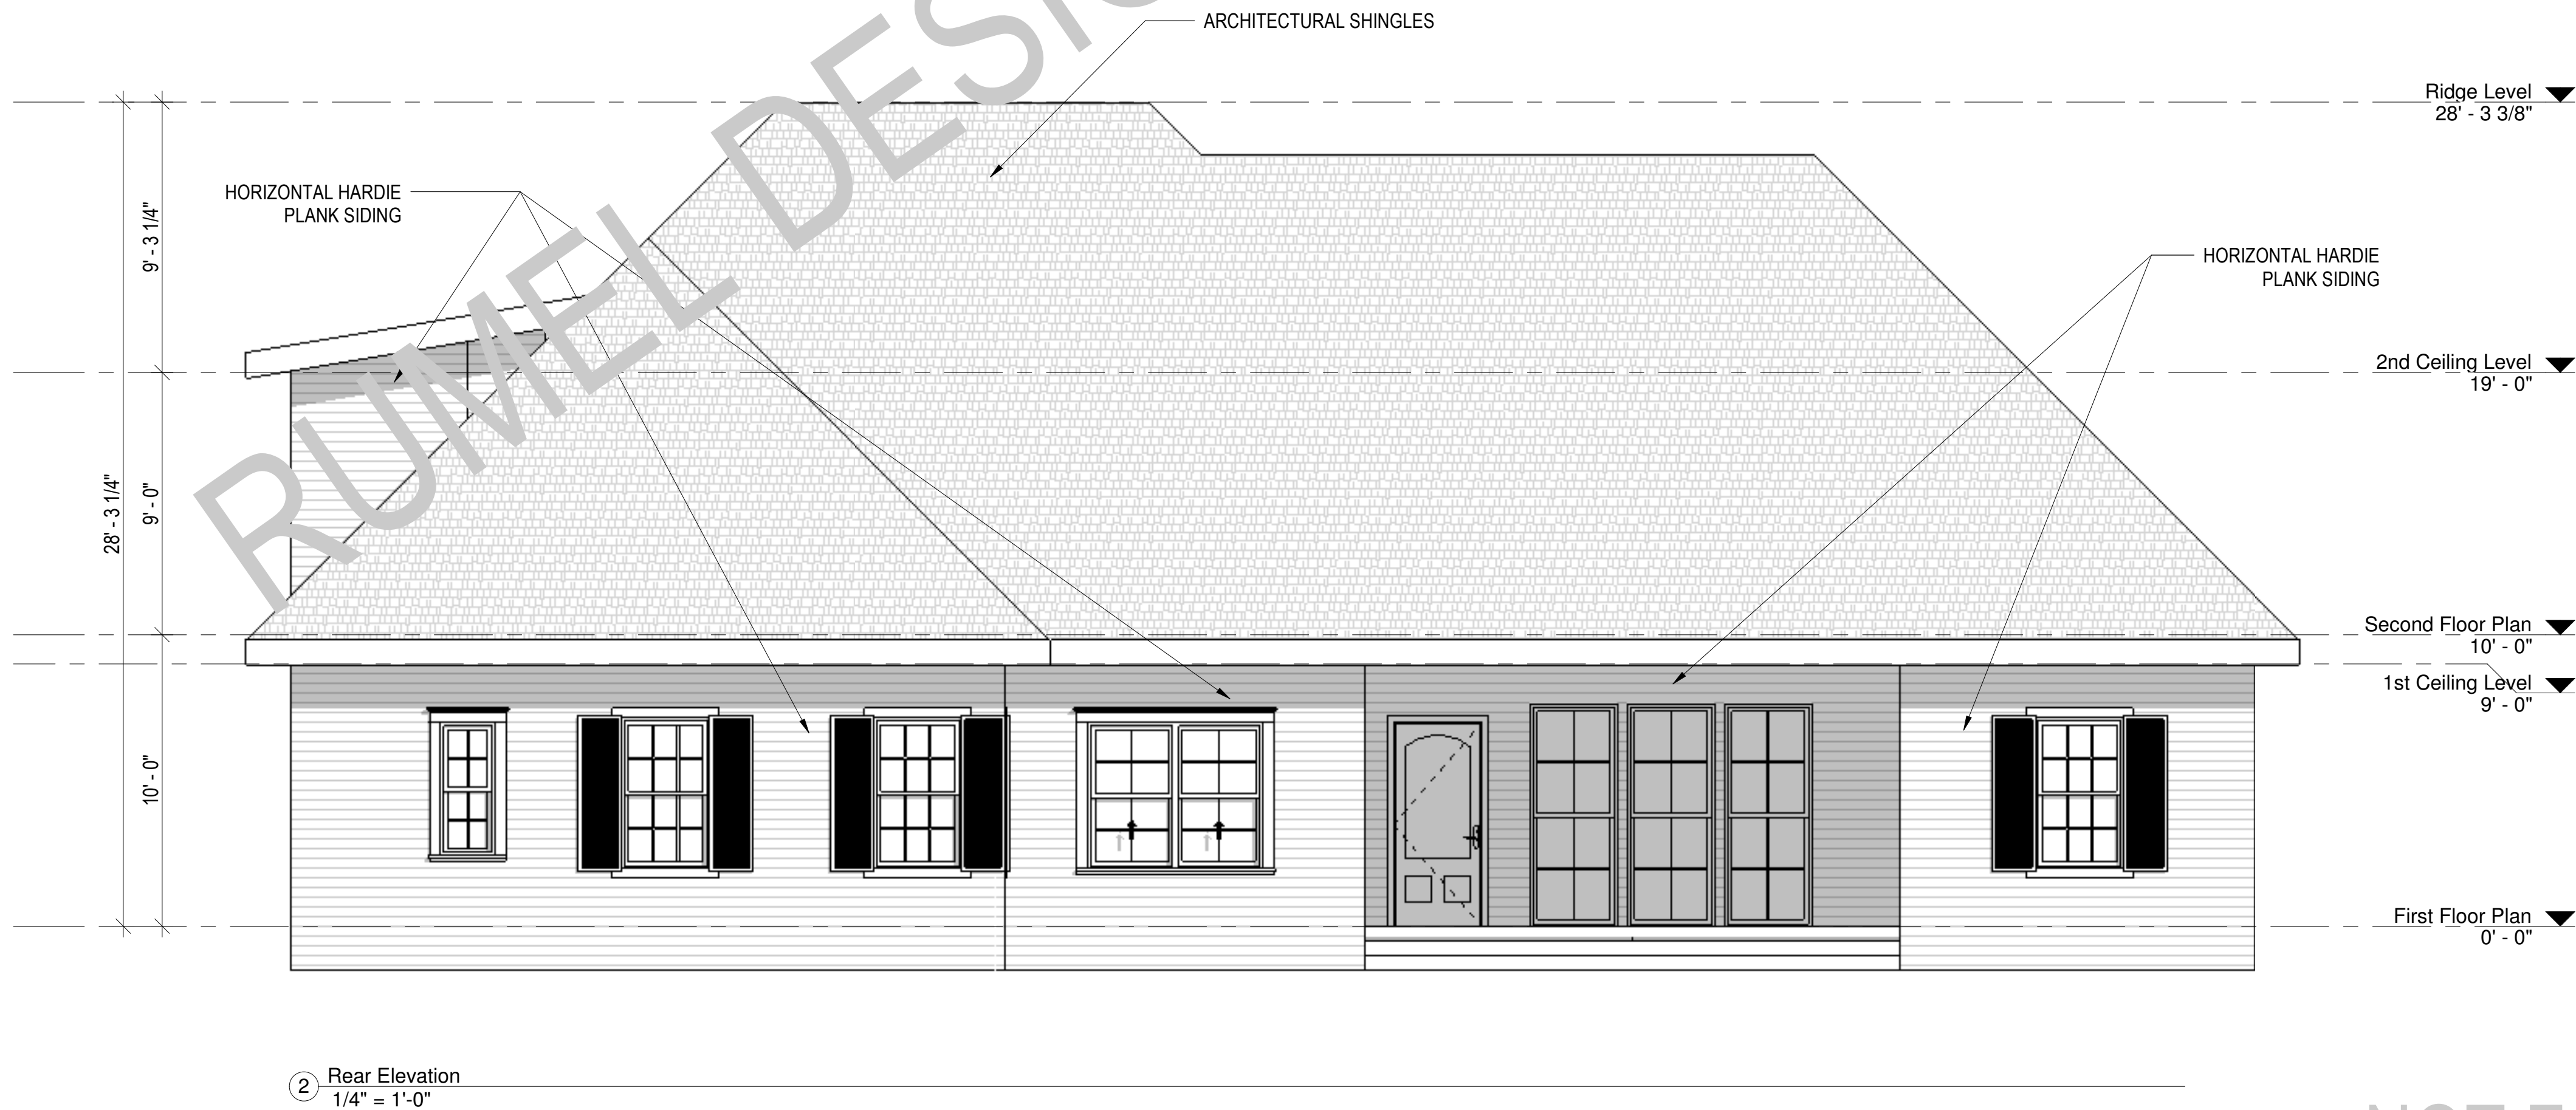 ARCHITECTURAL SHINGLES
Ridge Level
28' - 3 3/8"
HORIZONTAL HARDIE
PLANK SIDING
9' - 3 1/4"
HORIZONTAL HARDIE
PLANK SIDING
2nd Ceiling Level
19' - 0"
RUMEL DESIG
28' - 3 1/4"
9' - 0"
Second Floor Plan
10' - 0"
1st Ceiling Level
9' - 0"
10' - 0"
First Floor Plan
0' - 0"
2 Rear Elevation
1/4" = 1'-0"